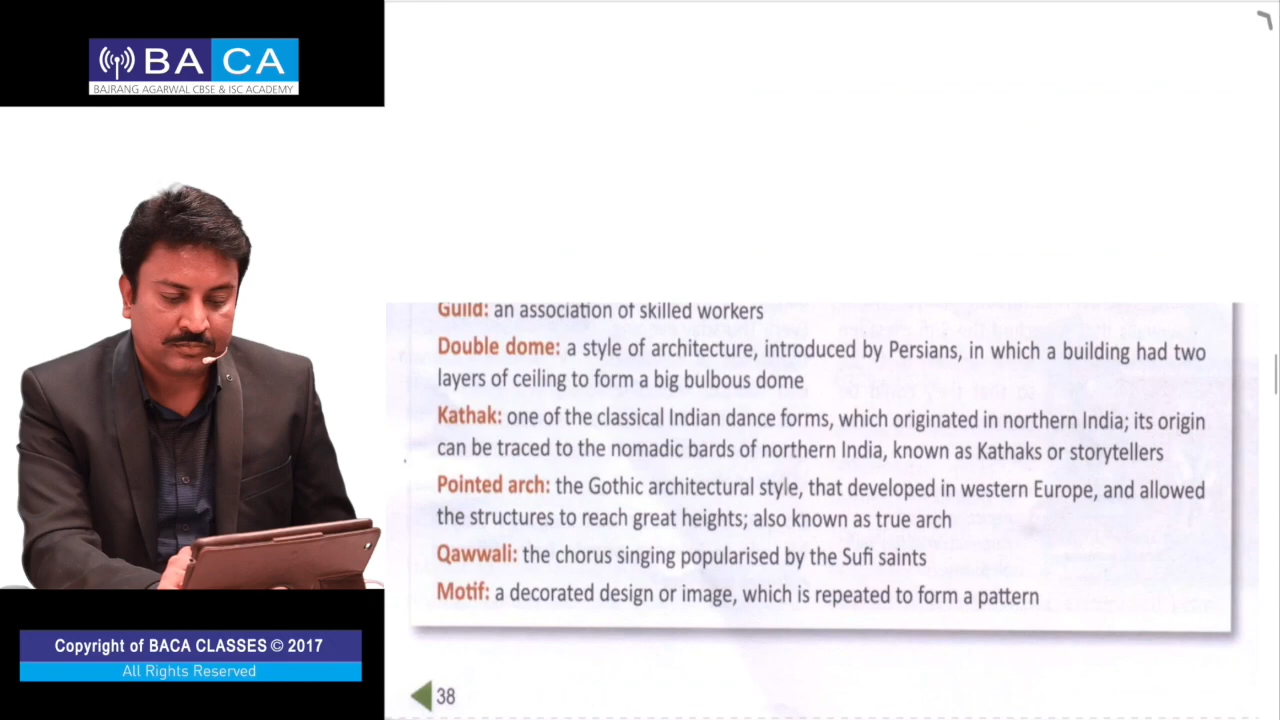 BA CA
BAJRANG AGARWAL CBSE & ISC ACADEMY
Guild: an association of skilled workers
Double dome: a style of architecture, introduced by Persians, in which a building had two
layers of ceiling to form a big bulbous dome
Kathak: one of the classical Indian dance forms, which originated in northern India; its origin
can be traced to the nomadic bards of northern India, known as Kathaks or storytellers
Pointed arch: the Gothic architectural style, that developed in western Europe, and allowed
the structures to reach great heights; also known as true arch
Qawwali: the chorus singing popularised by the Sufi saints
Motif: a decorated design or image, which is repeated to form a pattern
38
Copyright of BACA CLASSES © 2017
All Rights Reserved